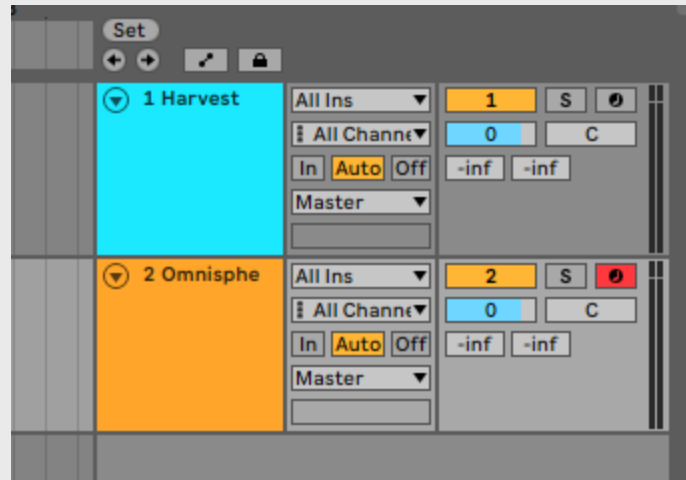 Set
1 Harvest
All Ins
1
S
All Channe
0
C
In Auto Off
-inf -inf
Master
2 Omnisphe
All Ins
2
S
All Channe
0
C
In Auto Off
-inf -inf
Master